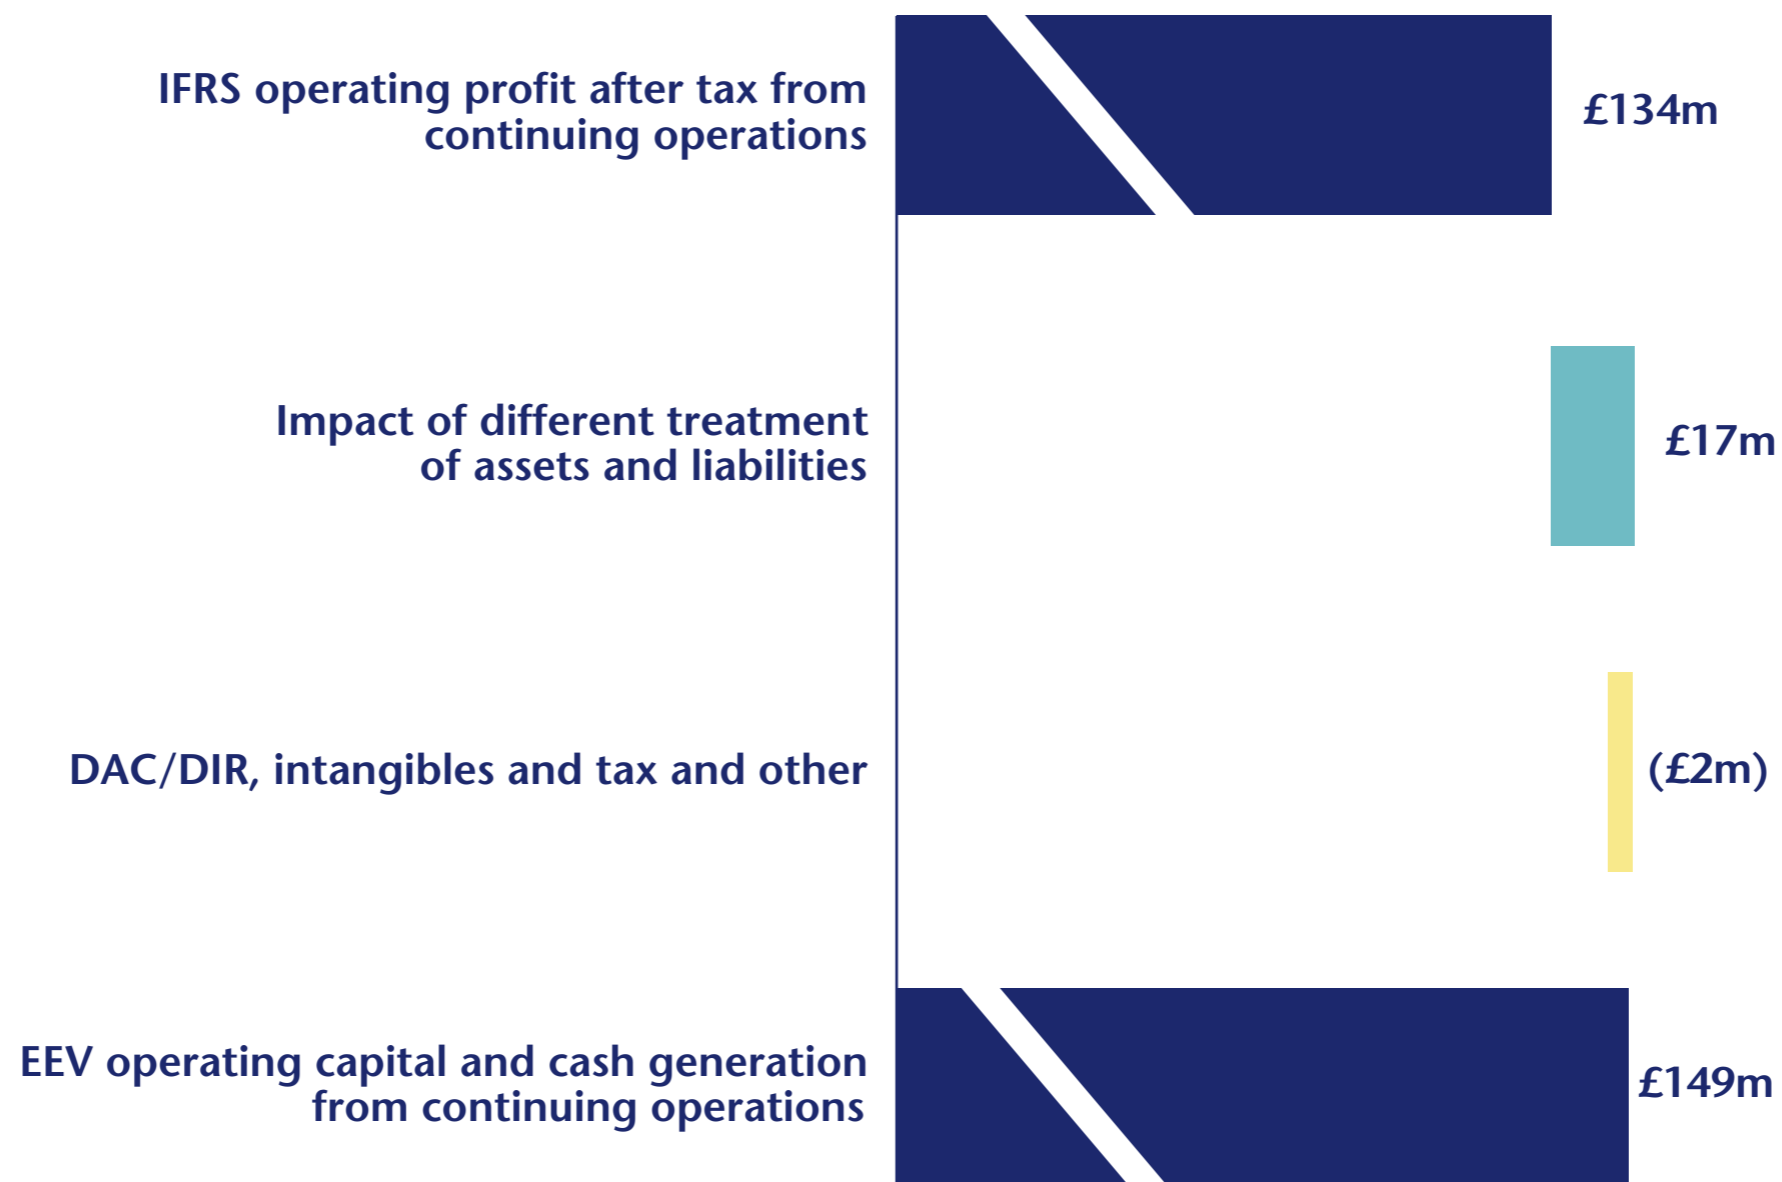 IFRS operating profit after tax from
continuing operations
£134m
Impact of different treatment
of assets and liabilities
£17m
DAC/DIR, intangibles and tax and other
(£2m)
EEV operating capital and cash generation
from continuing operations
£149m